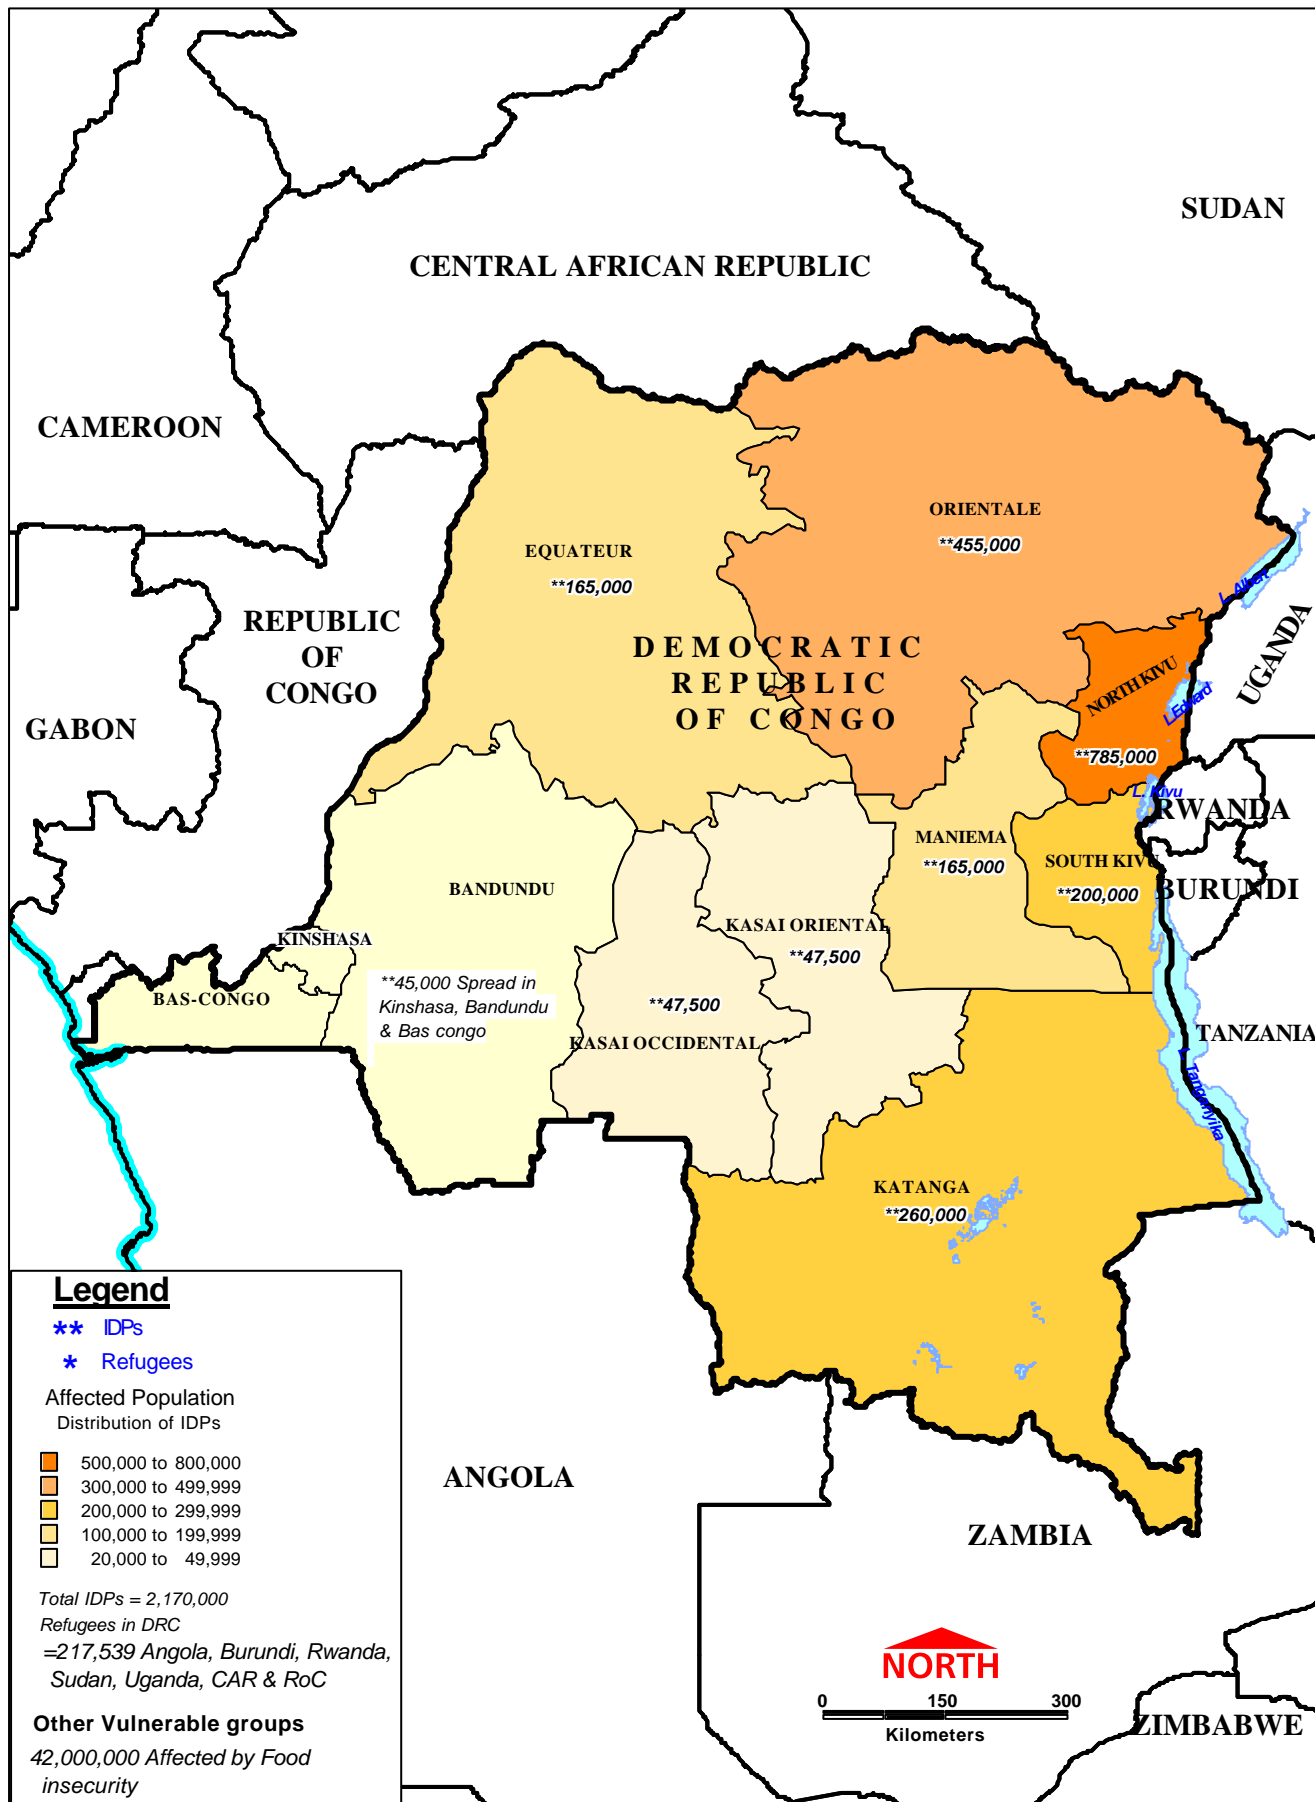 SUDAN
CENTRAL AFRICAN REPUBLIC
CAMEROON
ORIENTALE
**455,000
EQUATEUR
**165,000
L. Albert
REPUBLIC
OF
CONGO
DEMOCRATIC
REPUBLIC
OF CONGO
UGANDA
NORTH KIVU
L.Edward
GABON
**785,000
L. Kivu
RWANDA
MANIEMA
**165,000
SOUTH KIVU
**200,000
BURUNDI
BANDUNDU
KASAI ORIENTAL
**47,500
KINSHASA
BAS-CONGO
**45,000 Spread in
Kinshasa, Bandundu
& Bas congo
**47,500
KASAI OCCIDENTAL
TANZANIA
L. Tanganyika
KATANGA
**260,000
Legend
** IDPs
* Refugees
Affected Population
Distribution of IDPs
500,000 to 800,000
300,000 to 499,999
200,000 to 299,999
100,000 to 199,999
20,000 to 49,999
Total IDPs = 2,170,000
Refugees in DRC
=217,539 Angola, Burundi, Rwanda,
Sudan, Uganda, CAR & RoC
Other Vulnerable groups
42,000,000 Affected by Food
insecurity
ANGOLA
ZAMBIA
NORTH
0 150 300
Kilometers
ZIMBABWE